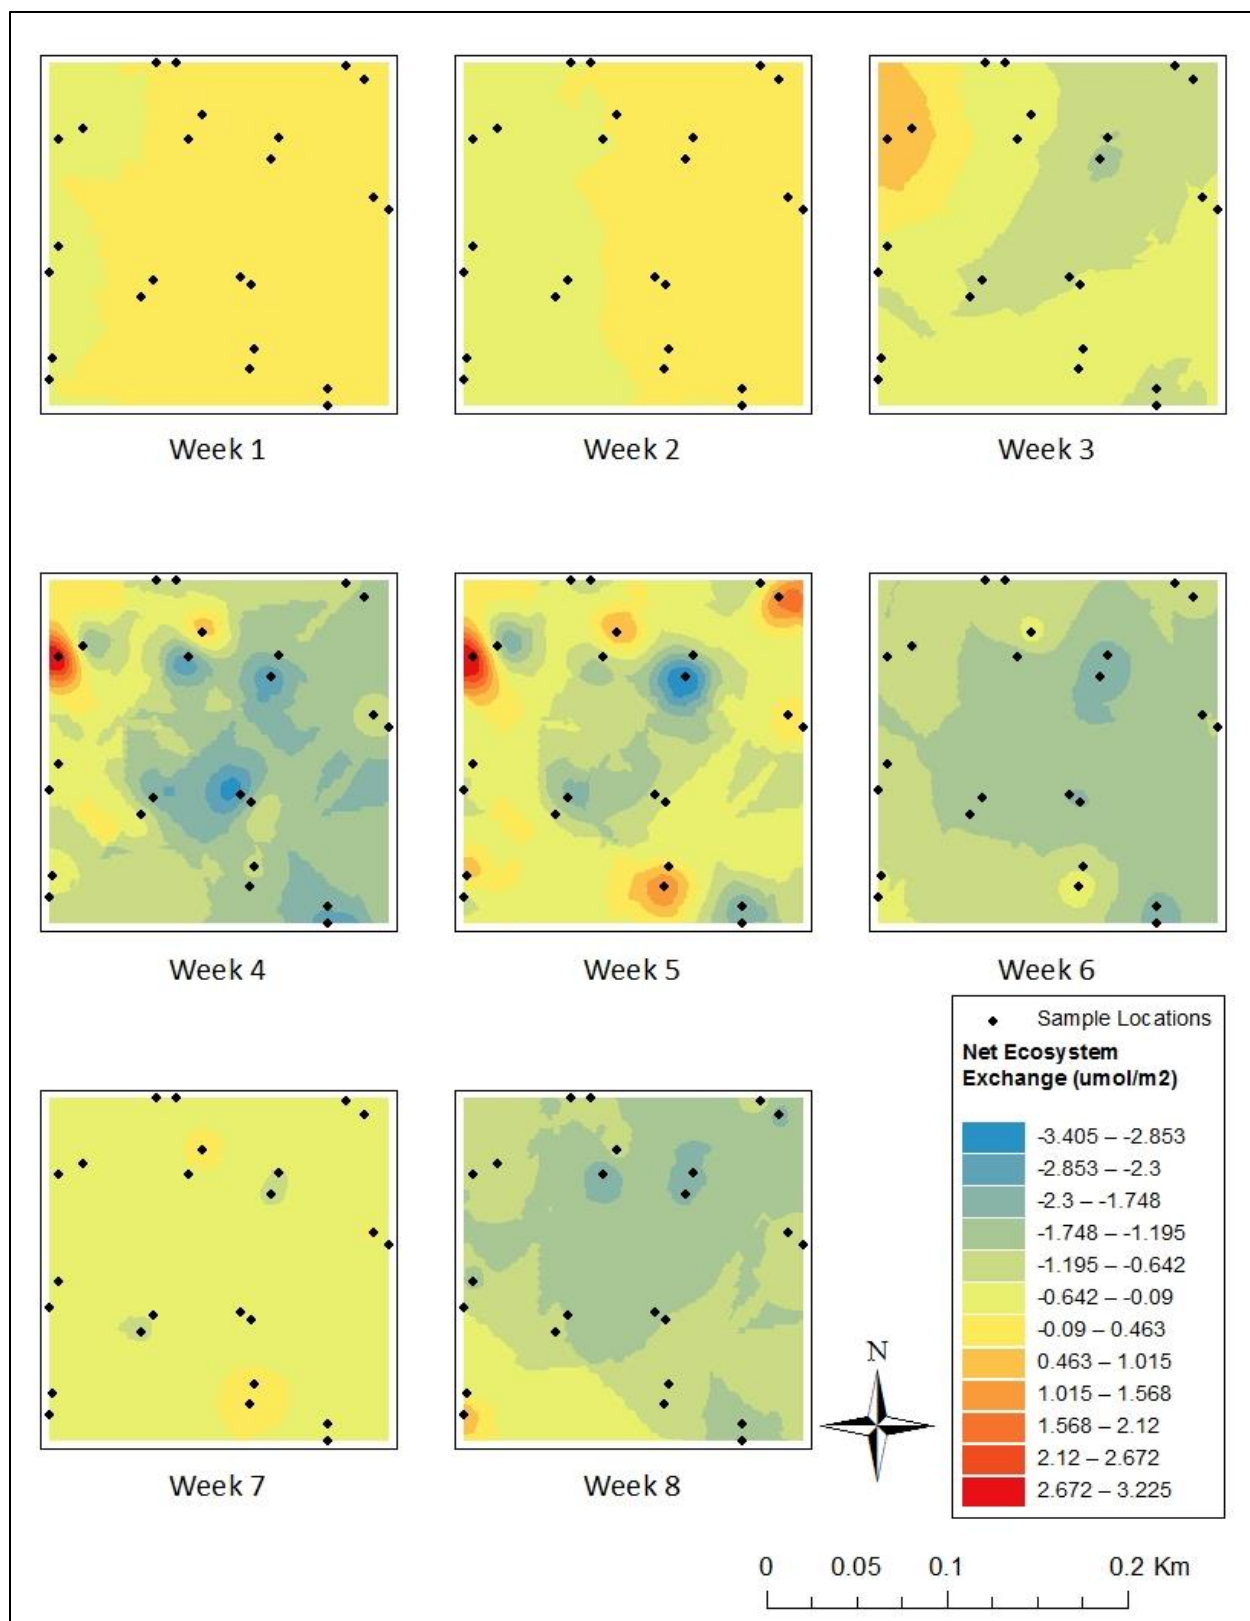 Week 1
Week 2
Week 3
Week 4
Week 5
Week 6
Sample Locations
Net Ecosystem
Exchange (umol/m2)
-3.405 – -2.853
-2.853 – -2.3
-2.3 – -1.748
-1.748 – -1.195
-1.195 – -0.642
-0.642 – -0.09
-0.09 – 0.463
0.463 – 1.015
1.015 – 1.568
1.568 – 2.12
2.12 – 2.672
2.672 – 3.225
N
Week 7
Week 8
0 0.05 0.1 0.2 Km